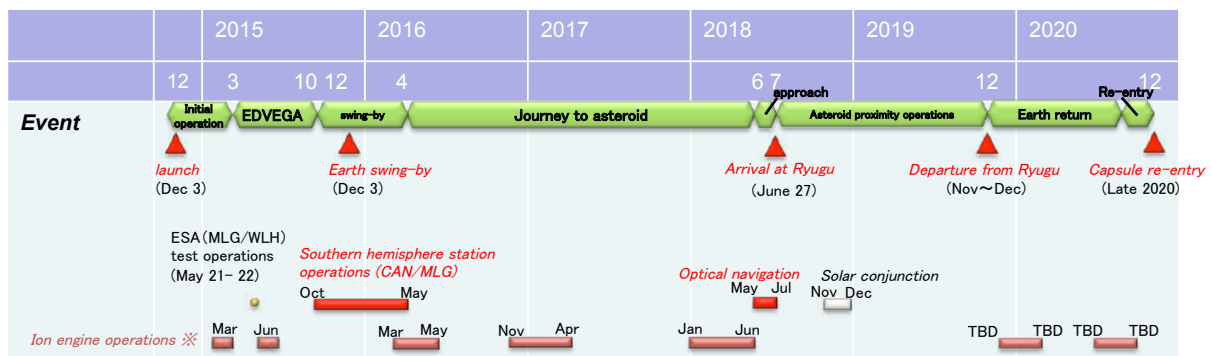 2015 2016 2017 2018 2019 2020
12 3 10 12 4 6 7 12 12
approach Re-entry
Event Initial operation EDVEGA swing-by Journey to asteroid Asteroid proximity operations Earth return
launch Earth swing-by Arrival at Ryugu Departure from Ryugu Capsule re-entry
(Dec 3) (Dec 3) (June 27) (Nov～Dec) (Late 2020)
ESA (MLG/WLH)
test operations
(May 21- 22)
Southern hemisphere station
operations (CAN/MLG)
Optical navigation Solar conjunction
Oct May May Jul Nov Dec
Ion engine operations ※ Mar Jun Mar May Nov Apr Jan Jun TBD TBD TBD TBD